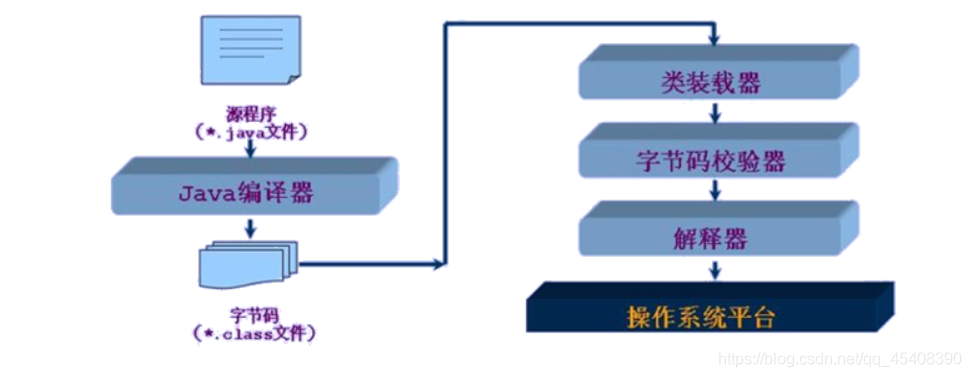 源程序
(*.java文件)
Java编译器
字节码
(*.class文件)
类装载器
字节码校验器
解释器
操作系统平台
https://blog.csdn.net/qq_45408390